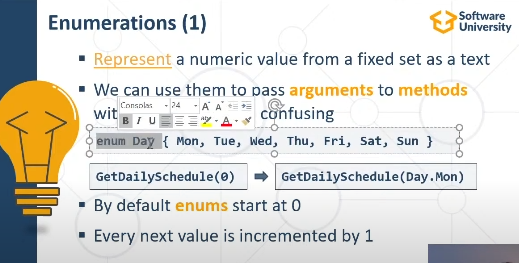 Enumerations (1)
Software
University
Represent a numeric value from a fixed set as a text
We can use them to pass arguments to methods
wit confusing
Consolas 24
B I U
enum Day { Mon, Tue, Wed, Thu, Fri, Sat, Sun }
GetDailySchedule(0)
GetDailySchedule(Day.Mon)
By default enums start at 0
Every next value is incremented by 1